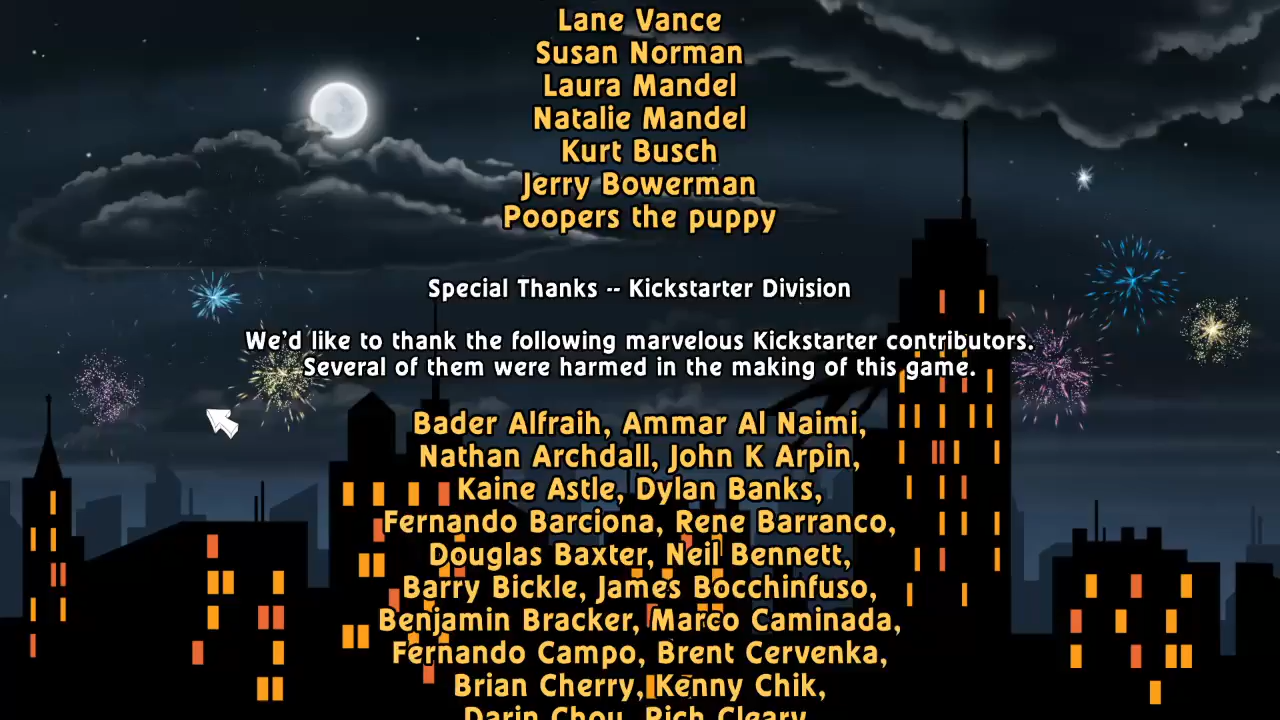 Lane Vance
Susan Norman
Laura Mandel
Natalie Mandel
Kurt Busch
Jerry Bowerman
Poopers the puppy
Special Thanks -- Kickstarter Division
We'd like to thank the following marvelous Kickstarter contributors.
Several of them were harmed in the making of this game.
Bader Alfraih, Ammar Al Naimi,
Nathan Archdall, John K Arpin,
Kaine Astle, Dylan Banks,
Fernando Barciona, Rene Barranco,
Douglas Baxter, Neil Bennett,
Barry Bickle, James Bocchinfuso,
Benjamin Bracker, Marco Caminada,
Fernando Campo, Brent Cervenka,
Brian Cherry, Kenny Chik,
Darin Chou, Rich Cleary,